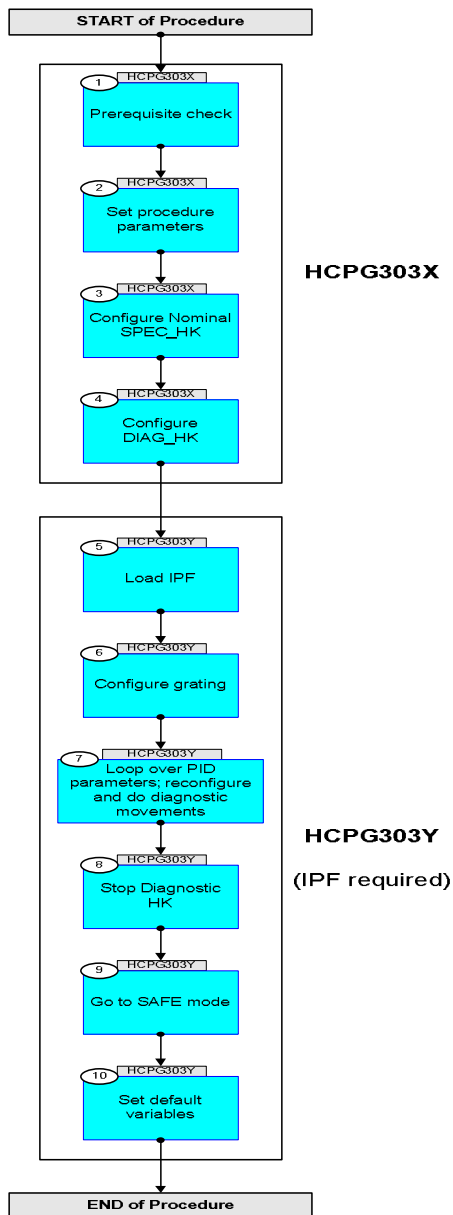 START of Procedure
HCPG303X
1
Prerequisite check
HCPG303X
2
Set procedure
parameters
HCPG303X
HCPG303X
3
Configure Nominal
SPEC_HK
HCPG303X
4
Configure
DIAG_HK
HCPG303Y
5
Load IPF
HCPG303Y
6
Configure grating
HCPG303Y
7
Loop over PID
parameters; reconfigure
and do diagnostic
movements
HCPG303Y
(IPF required)
HCPG303Y
8
Stop Diagnostic
HK
HCPG303Y
9
Go to SAFE mode
HCPG303Y
10
Set default
variables
END of Procedure